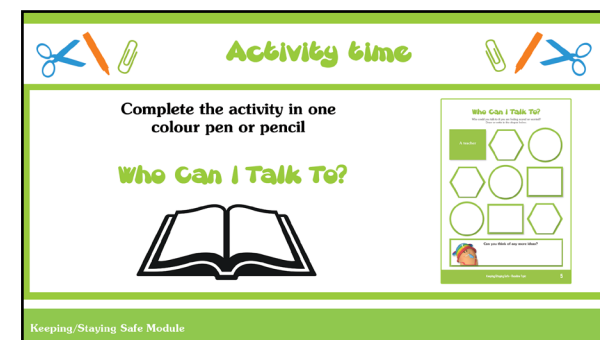 Activity time
Complete the activity in one
colour pen or pencil
Who Can I Talk To?
Who Can I Talk To?
Can you think of any more ideas?
Keeping/Staying Safe Module